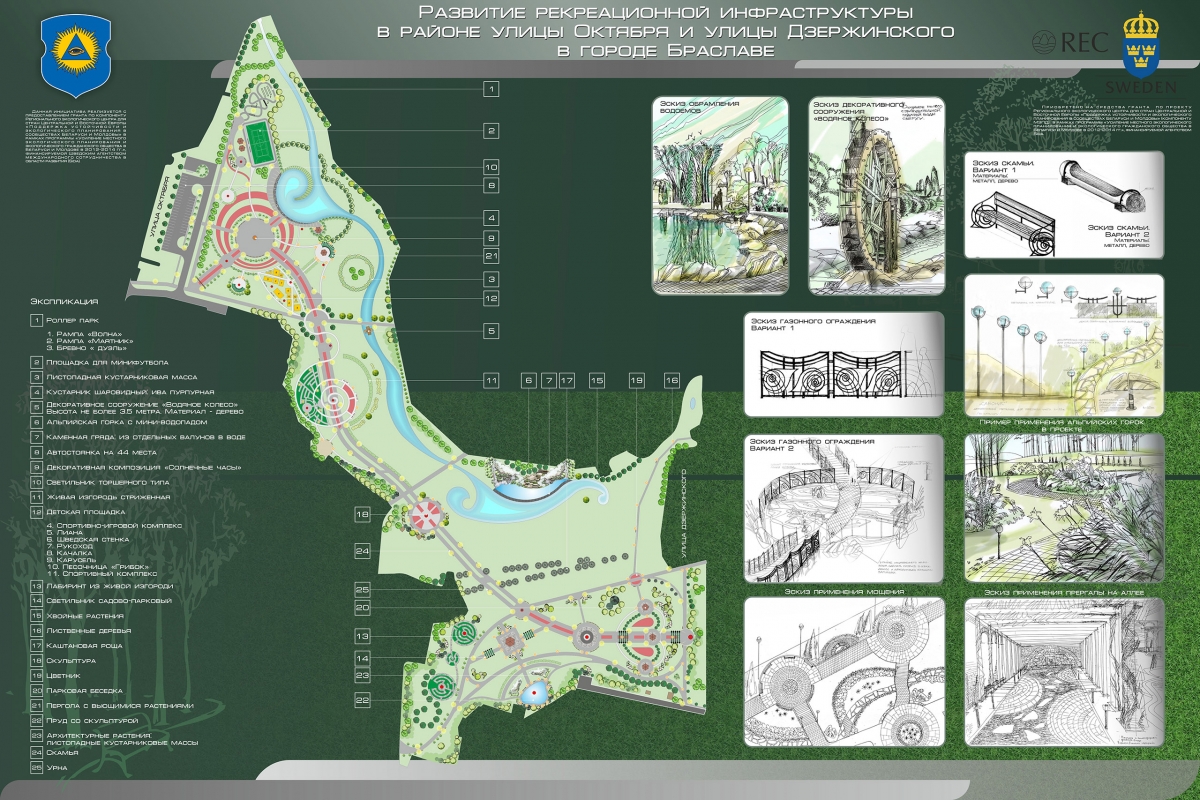 Развитие рекреационной инфраструктуры
в районе улицы Октября и улицы Дзержинского
в городе Браславе
REC
SWEDEN
Данная инициатива реализуется с
Эскиз обрамления
водоемов
Эскиз декоративного
сооружения
«Водяное колесо»
Эскиз скамьи.
Вариант 1
Материалы:
металл, дерево
Эскиз скамьи.
Вариант 2
Материалы:
металл, дерево
Эскиз газонного ограждения
Вариант 1
Эскиз газонного ограждения
Вариант 2
Пример применения альпийских горок
в проекте
Эскиз применения мощения
Эскиз применения перголы на аллее
улица Октября
улица Дзержинского
1
2
10
8
4
9
21
3
12
5
11 6 7 17 15 19 16
18
24
25
20
13
14
23
22
Экспликация
1 Роллер парк
1. Рампа «Волна»
2. Рампа «Маятник»
3. Бревно « дуэль»
2 Площадка для минифутбола
3 Листопадная кустарниковая масса
4 Кустарник шаровидный: ива пурпурная
5 Декоративное сооружение «Водяное колесо»
Высота не более 3,5 метра. Материал - дерево
6 Альпийская горка с мини-водопадом
7 Каменная гряда из отдельных валунов в воде
8 Автостоянка на 44 места
9 Декоративная композиция «Солнечные часы»
10 Светильник торшерного типа
11 Живая изгородь стриженная
12 Детская площадка
4. Спортивно-игровой комплекс
5. Лиана
6. Шведская стенка
7. Рукоход
8. Качалка
9. Карусель
10. Песочница «Грибок»
11. Спортивный комплекс
13 Лабиринт из живой изгороди
14 Светильник садово-парковый
15 Хвойные растения
16 Лиственные деревья
17 Каштановая роща
18 Скульптура
19 Цветник
20 Парковая беседка
21 Пергола с вьющимися растениями
22 Пруд со скульптурой
23 Архитектурные растения:
листопадные кустарниковые массы
24 Скамья
25 Урна